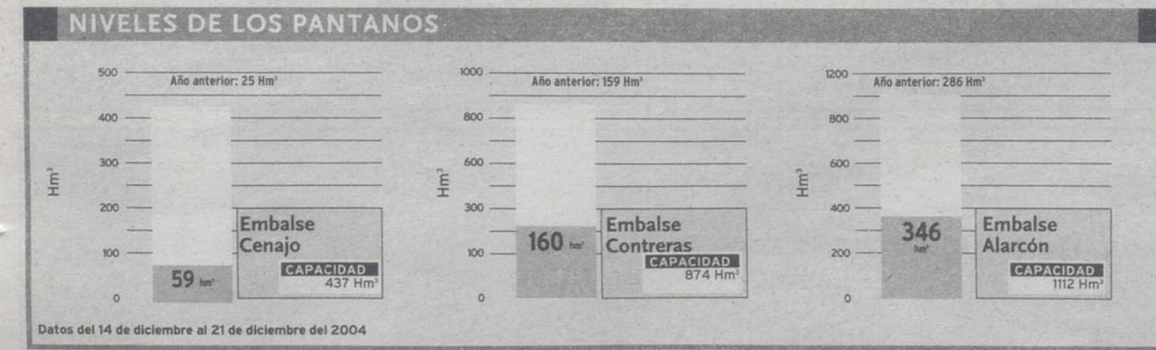 NIVELES DE LOS PANTANOS
Año anterior: 25 Hm³
Hm³
500
400
300
200
100
0
59 hm³
Embalse
Cenajo
CAPACIDAD
437 Hm³
Año anterior: 159 Hm³
Hm³
1000
800
600
300
100
0
160 hm³
Embalse
Contreras
CAPACIDAD
874 Hm³
Año anterior: 286 Hm³
Hm³
1200
800
600
400
200
0
346
hm³
Embalse
Alarcón
CAPACIDAD
1112 Hm³
Datos del 14 de diciembre al 21 de diciembre del 2004